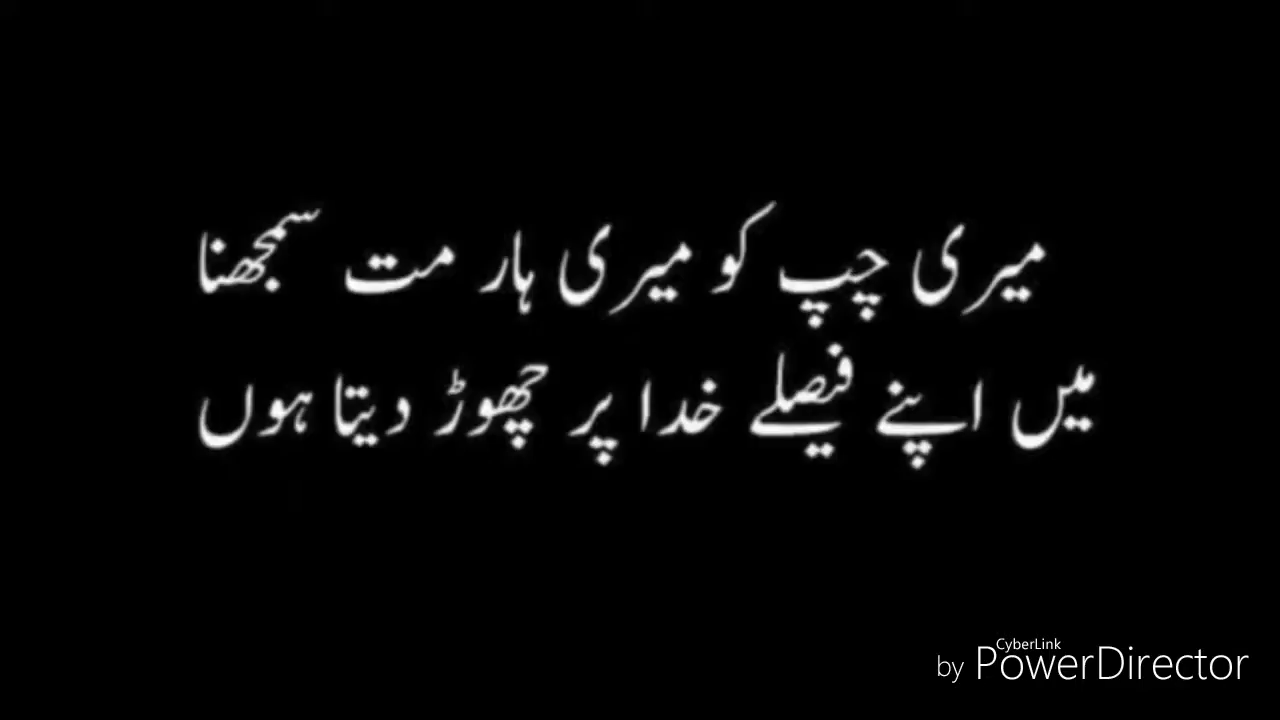 میری چپ کو میری ہار مت سمجھنا
میں اپنے فیصلے خدا پر چھوڑ دیتا ہوں
CyberLink
by PowerDirector